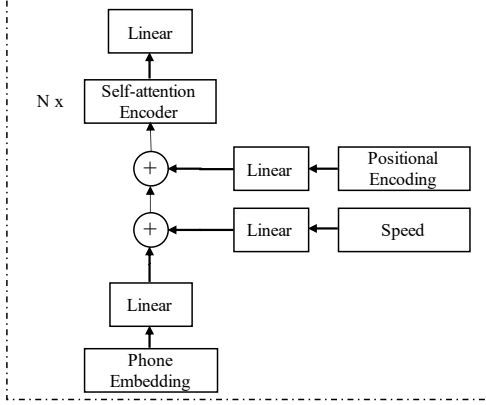 Linear
N x
Self-attention
Encoder
+
Linear
Positional
Encoding
+
Linear
Speed
Linear
Phone
Embedding